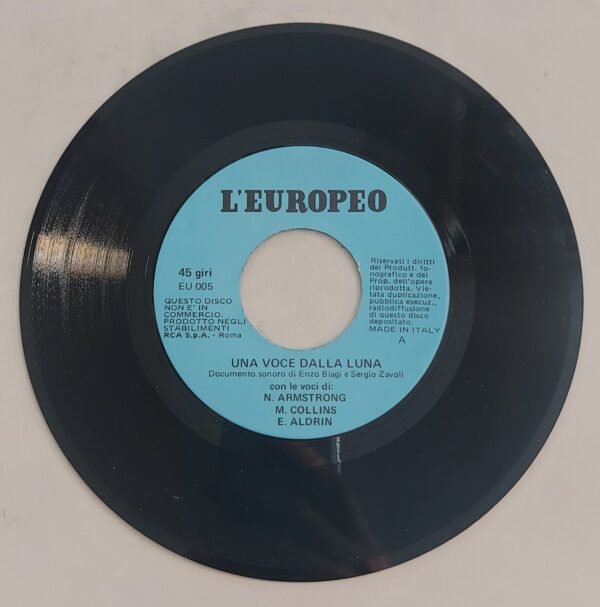 L'EUROPEO
45 giri
EU 005
QUESTO DISCO
NON E' IN
COMMERCIO.
PRODOTTO NEGLI
STABILIMENTI
RCA S.p.A. - Roma
Riservati i diritti
del Produtt. fo-
nografico e del
Prop. dell'opera
riprodotta. Vie-
tata duplicazione,
pubblica esecuz.,
radiodiffusione
di questo disco
depositato.
MADE IN ITALY
A
UNA VOCE DALLA LUNA
Documento sonoro di Enzo Biagi e Sergio Zavoli
con le voci di:
N. ARMSTRONG
M. COLLINS
E. ALDRIN